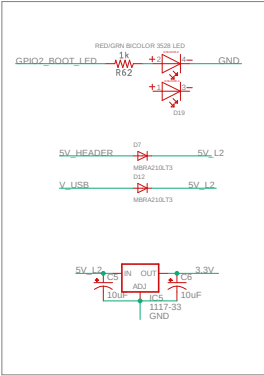 RED/GRN BICOLOR 3528 LED
1k
GPIO2_BOOT_LED
R62
+ 2 4 -
GND
+ 1 3 -
D19
D7
5V_HEADER
5V_L2
MBRA210LT3
D12
V_USB
5V_L2
MBRA210LT3
5V_L2
IN OUT
3.3V
C5
C6
ADJ
10uF
IC5
10uF
1117-33
GND